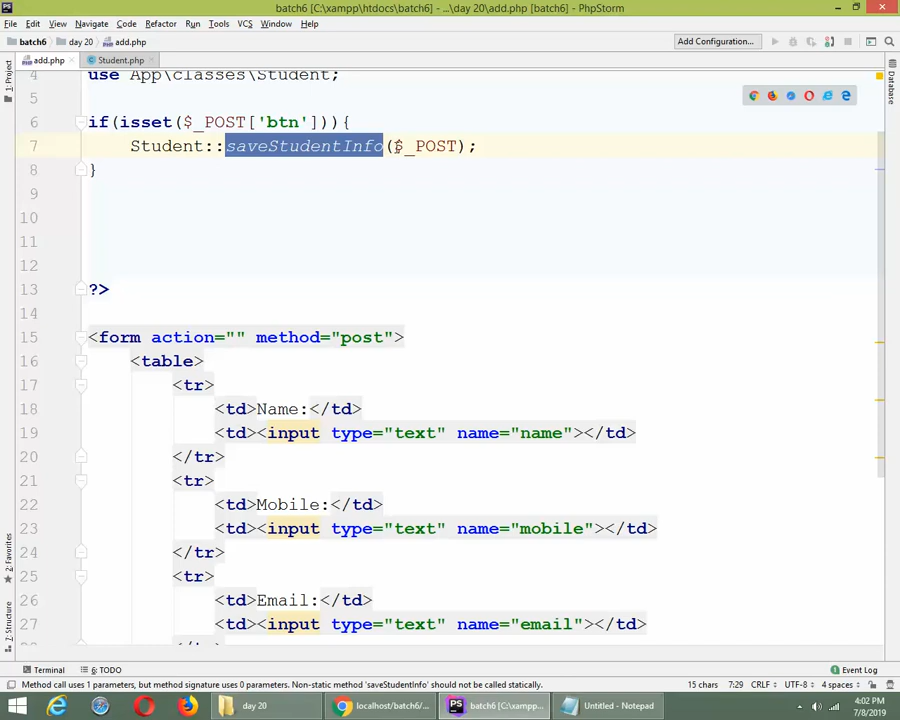 batch6 [C:\xampp\htdocs\batch6] - ...\day 20\add.php [batch6] - PhpStorm
File Edit View Navigate Code Refactor Run Tools VCS Window Help
batch6 day 20 add.php Add Configuration...
add.php Student.php
1: Project
Database
4 use App\classes\Student;
5
6 if(isset($_POST['btn'])){
7 Student::saveStudentInfo($_POST);
8 }
9
10
11
12
13 ?>
14
15 <form action="" method="post">
16 <table>
17 <tr>
18 <td>Name:</td>
19 <td><input type="text" name="name"></td>
20 </tr>
21 <tr>
22 <td>Mobile:</td>
23 <td><input type="text" name="mobile"></td>
24 </tr>
25 <tr>
26 <td>Email:</td>
27 <td><input type="text" name="email"></td>
2: Favorites
7: Structure
Terminal 6: TODO Event Log
Method call uses 1 parameters, but method signature uses 0 parameters. Non-static method 'saveStudentInfo' should not be called statically. 15 chars 7:29 CRLF UTF-8 4 spaces
day 20 localhost/batch6/... batch6 [C:\xampp... Untitled - Notepad 4:02 PM
7/8/2019